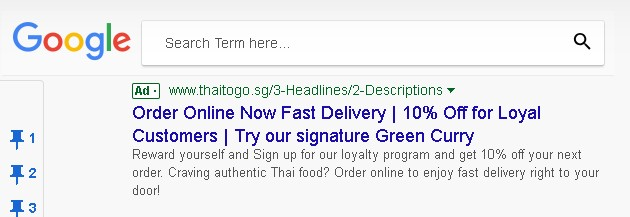 Google
Search Term here...
Ad · www.thaitogo.sg/3-Headlines/2-Descriptions
Order Online Now Fast Delivery | 10% Off for Loyal
Customers | Try our signature Green Curry
Reward yourself and Sign up for our loyalty program and get 10% off your next
order. Craving authentic Thai food? Order online to enjoy fast delivery right to your
door!
1
2
3